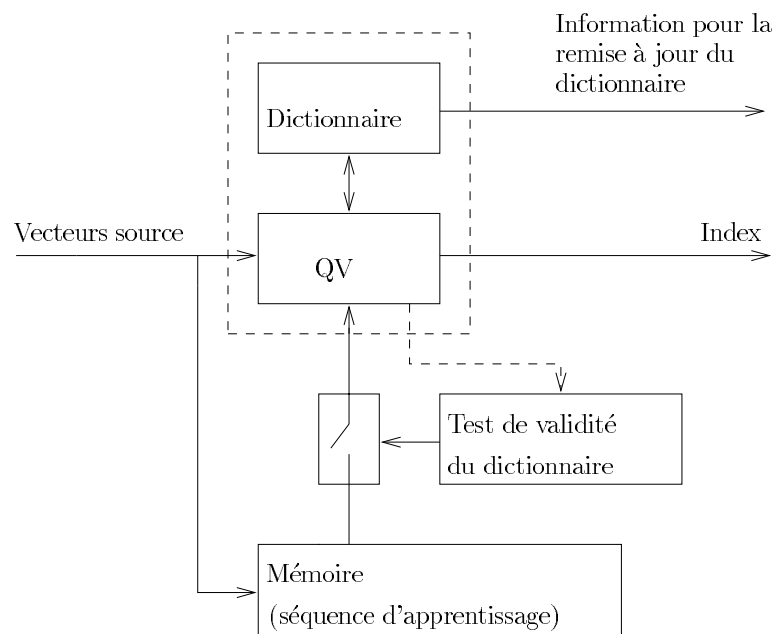 Information pour la
remise à jour du
dictionnaire
Dictionnaire
Vecteurs source
Index
QV
Test de validité
du dictionnaire
Mémoire
(séquence d'apprentissage)